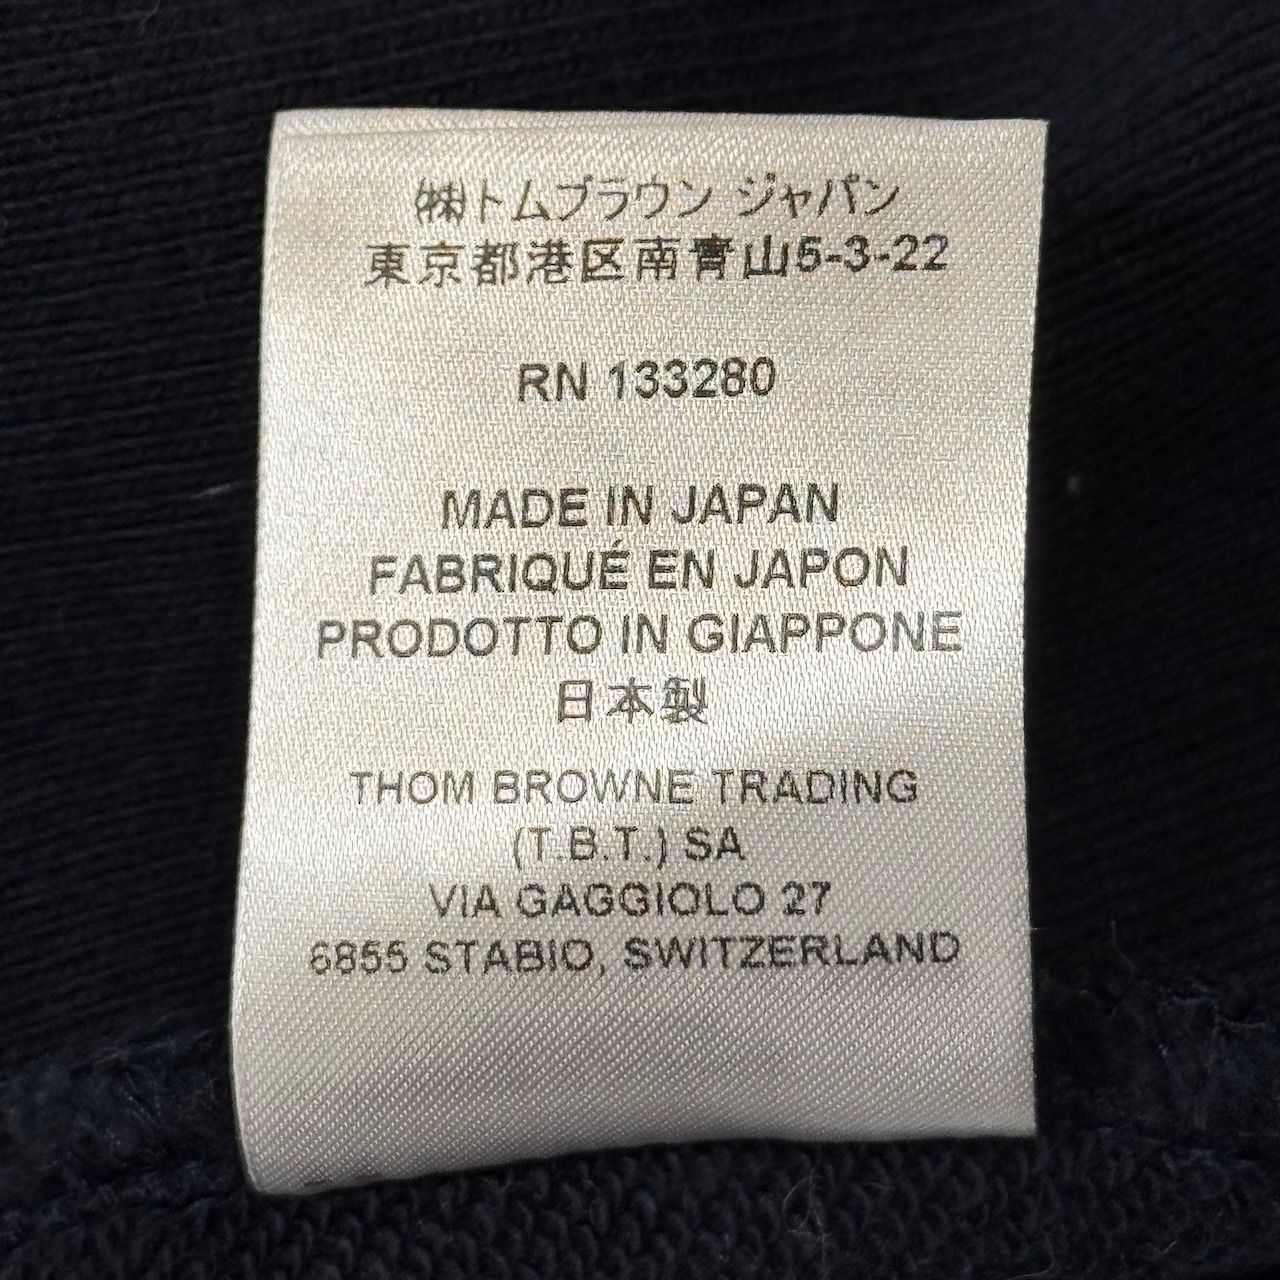 ㈱トムブラウン ジャパン
東京都港区南青山5-3-22
RN 133280
MADE IN JAPAN
FABRIQUÉ EN JAPON
PRODOTTO IN GIAPPONE
日本製
THOM BROWNE TRADING
(T.B.T.) SA
VIA GAGGIOLO 27
6855 STABIO, SWITZERLAND